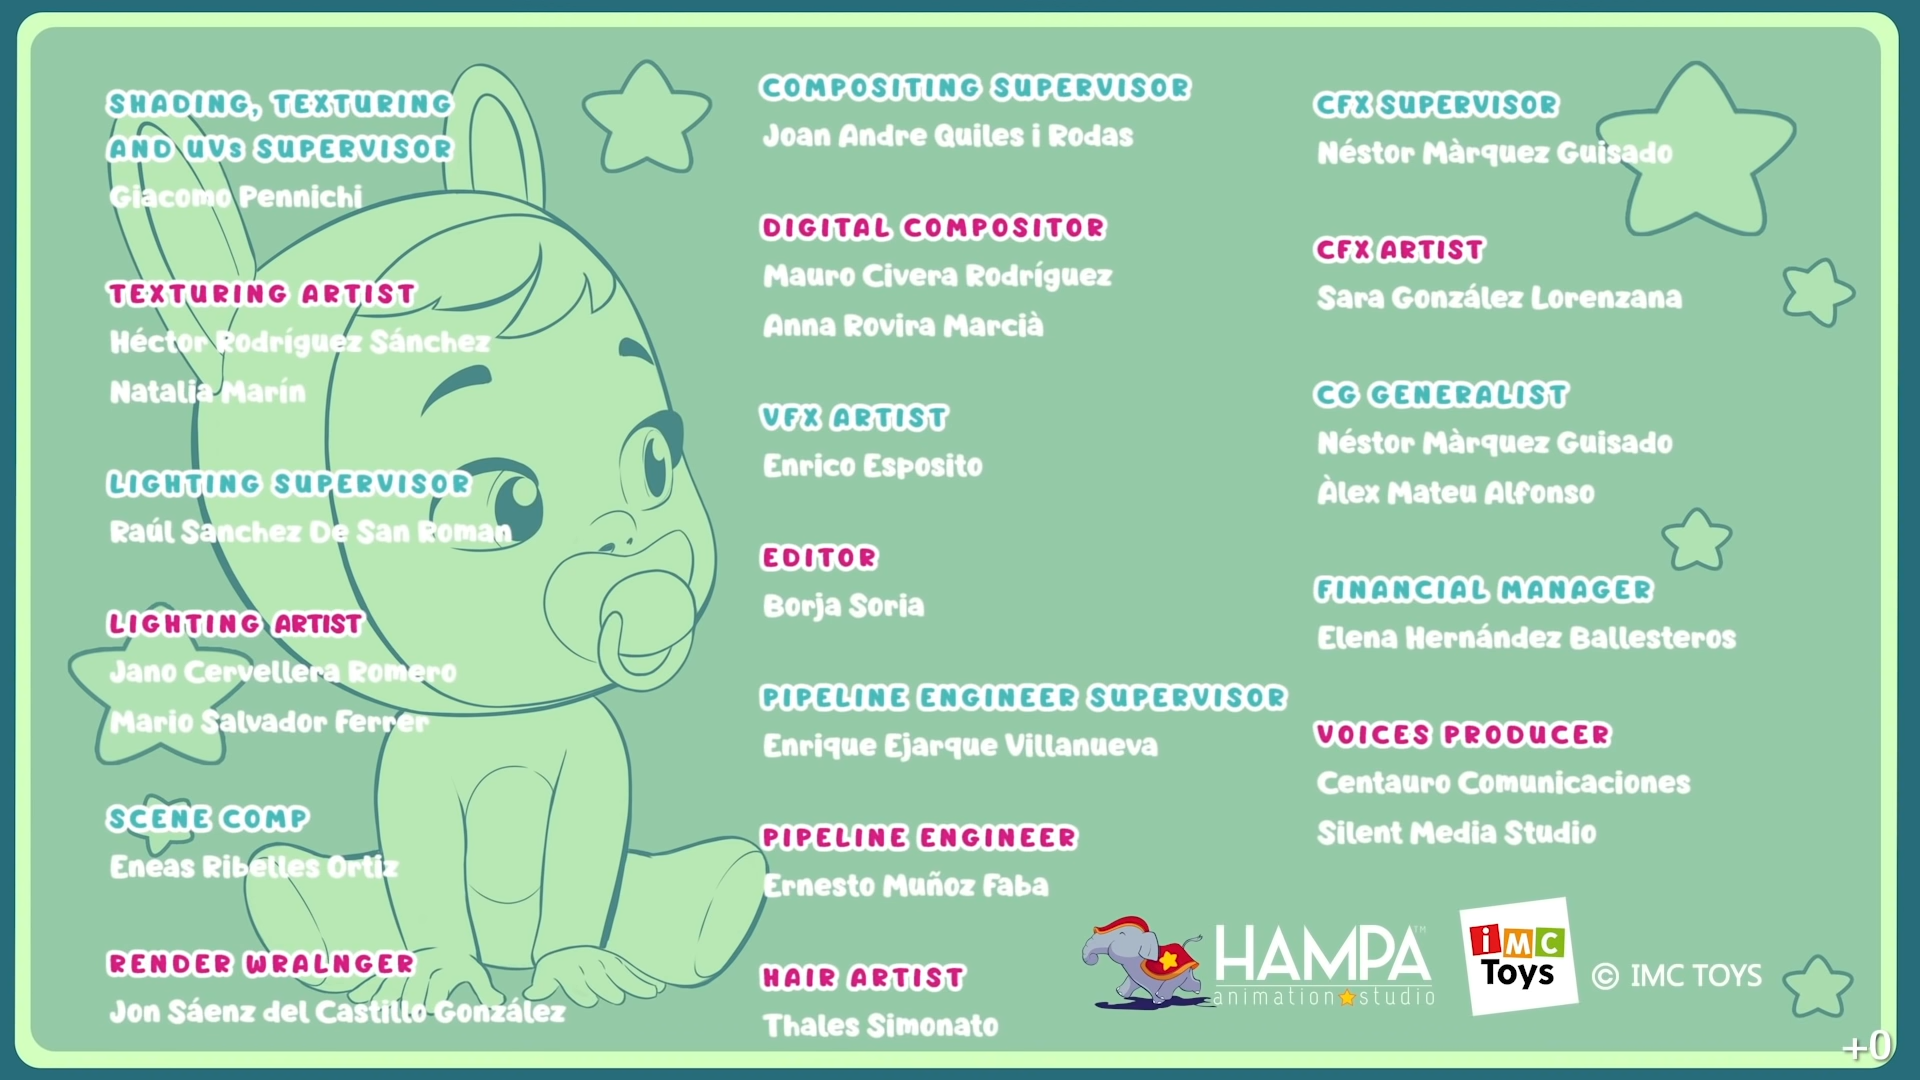 SHADING, TEXTURING
AND UVs SUPERVISOR
Giacomo Pennichi
TEXTURING ARTIST
Héctor Rodríguez Sánchez
Natalia Marín
LIGHTING SUPERVISOR
Raúl Sanchez De San Roman
LIGHTING ARTIST
Jano Cervellera Romero
Mario Salvador Ferrer
SCENE COMP
Eneas Ribelles Ortíz
RENDER WRALNGER
Jon Sáenz del Castillo González
COMPOSITING SUPERVISOR
Joan Andre Quiles i Rodas
DIGITAL COMPOSITOR
Mauro Civera Rodríguez
Anna Rovira Marcià
VFX ARTIST
Enrico Esposito
EDITOR
Borja Soria
PIPELINE ENGINEER SUPERVISOR
Enrique Ejarque Villanueva
PIPELINE ENGINEER
Ernesto Muñoz Faba
HAIR ARTIST
Thales Simonato
CFX SUPERVISOR
Néstor Màrquez Guisado
CFX ARTIST
Sara González Lorenzana
CG GENERALIST
Néstor Màrquez Guisado
Àlex Mateu Alfonso
FINANCIAL MANAGER
Elena Hernández Ballesteros
VOICES PRODUCER
Centauro Comunicaciones
Silent Media Studio
HAMPA™
animation studio
iMC
Toys
© IMC TOYS
+0